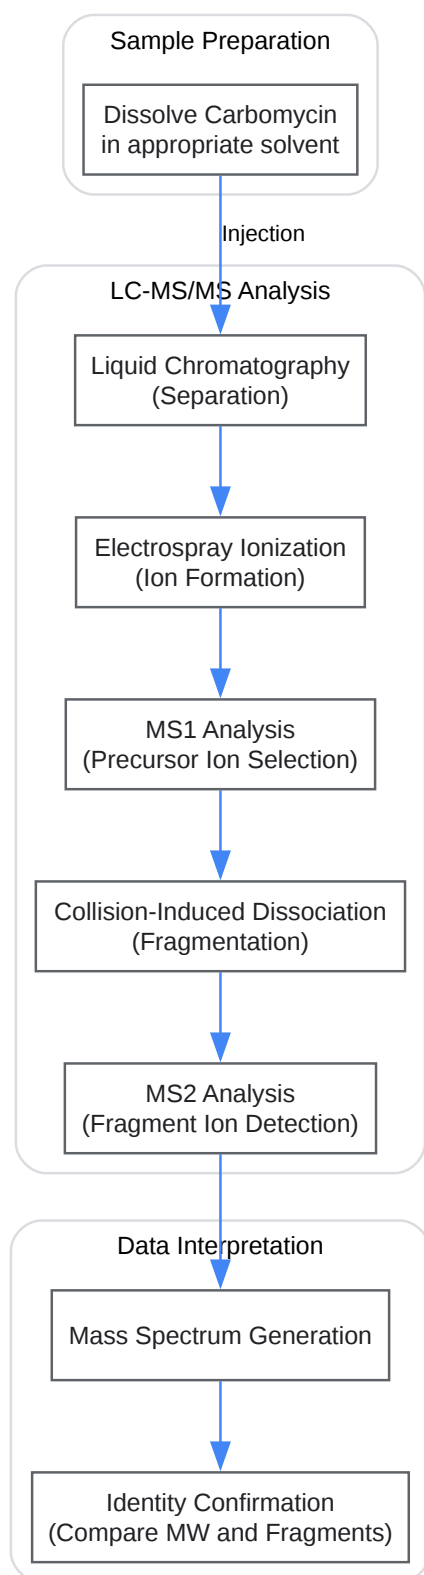 Sample Preparation
Dissolve Carbomycin
in appropriate solvent
Injection
LC-MS/MS Analysis
Liquid Chromatography
(Separation)
Electrospray Ionization
(Ion Formation)
MS1 Analysis
(Precursor Ion Selection)
Collision-Induced Dissociation
(Fragmentation)
MS2 Analysis
(Fragment Ion Detection)
Data Interpretation
Mass Spectrum Generation
Identity Confirmation
(Compare MW and Fragments)